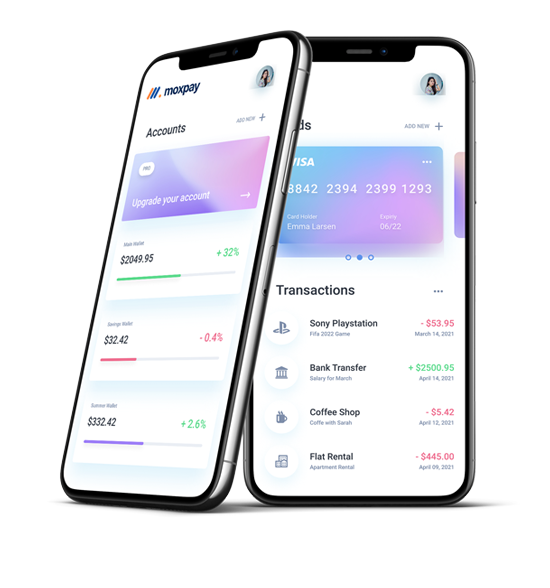 moxpay
ADD NEW +
Accounts
FREE
Upgrade your account
Main Wallet
$2049.95
+ 32%
Savings Wallet
$32.42
- 0.4%
Summer Wallet
$332.42
+ 2.6%
ds
ADD NEW +
VISA
8842 2394 2399 1293
Card Holder
Expiry
Emma Larsen
06/22
Transactions
Sony Playstation
- $53.95
Fifa 2022 Game
March 14, 2021
Bank Transfer
+ $2500.95
Salary for March
April 14, 2021
Coffee Shop
- $5.42
Coffe with Sarah
April 12, 2021
Flat Rental
- $445.00
Apartment Rental
April 09, 2021